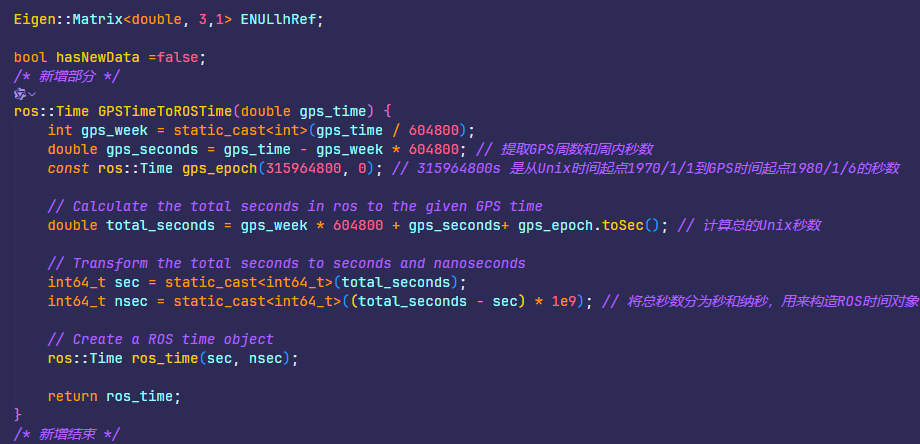 Eigen::Matrix<double, 3,1> ENULlhRef;
bool hasNewData =false;
/* 新增部分 */
ros::Time GPSTimeToROSTime(double gps_time) {
    int gps_week = static_cast<int>(gps_time / 604800);
    double gps_seconds = gps_time - gps_week * 604800; // 提取GPS周数和周内秒数
    const ros::Time gps_epoch(315964800, 0); // 315964800s 是从Unix时间起点1970/1/1到GPS时间起点1980/1/6的秒数
    // Calculate the total seconds in ros to the given GPS time
    double total_seconds = gps_week * 604800 + gps_seconds+ gps_epoch.toSec(); // 计算总的Unix秒数
    // Transform the total seconds to seconds and nanoseconds
    int64_t sec = static_cast<int64_t>(total_seconds);
    int64_t nsec = static_cast<int64_t>((total_seconds - sec) * 1e9); // 将总秒数分为秒和纳秒，用来构造ROS时间对象
    // Create a ROS time object
    ros::Time ros_time(sec, nsec);
    return ros_time;
}
/* 新增结束 */